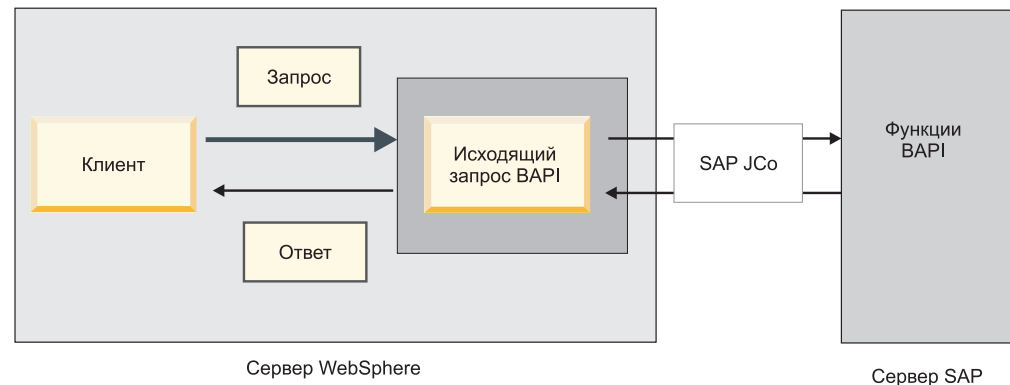 Запрос
Клиент
Исходящий
запрос BAPI
SAP JCo
Функции
BAPI
Ответ
Сервер WebSphere
Сервер SAP